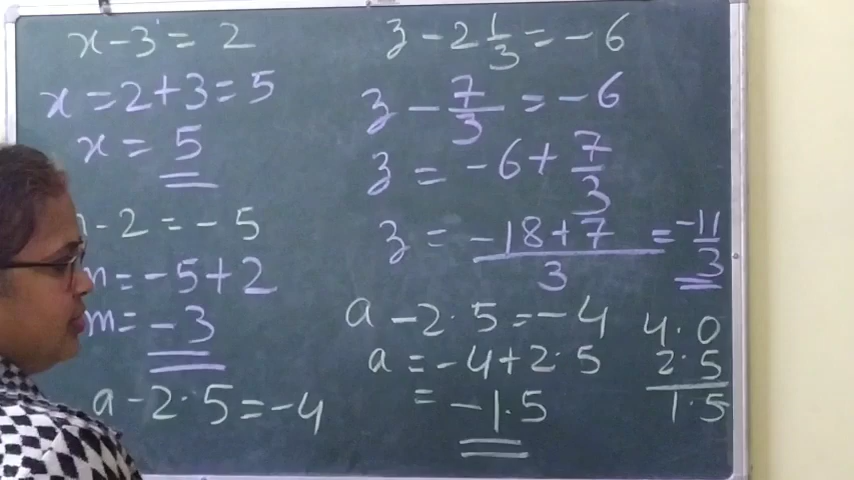 x - 3 = 2
x = 2 + 3 = 5
x = 5
- 2 = - 5
m = - 5 + 2
m = - 3
a - 2.5 = - 4
z - 2 1/3 = - 6
z - 7/3 = - 6
z = - 6 + 7/3
z = (- 18 + 7)/3 = - 11/3
a - 2.5 = - 4
a = - 4 + 2.5
= - 1.5
4.0
2.5
1.5